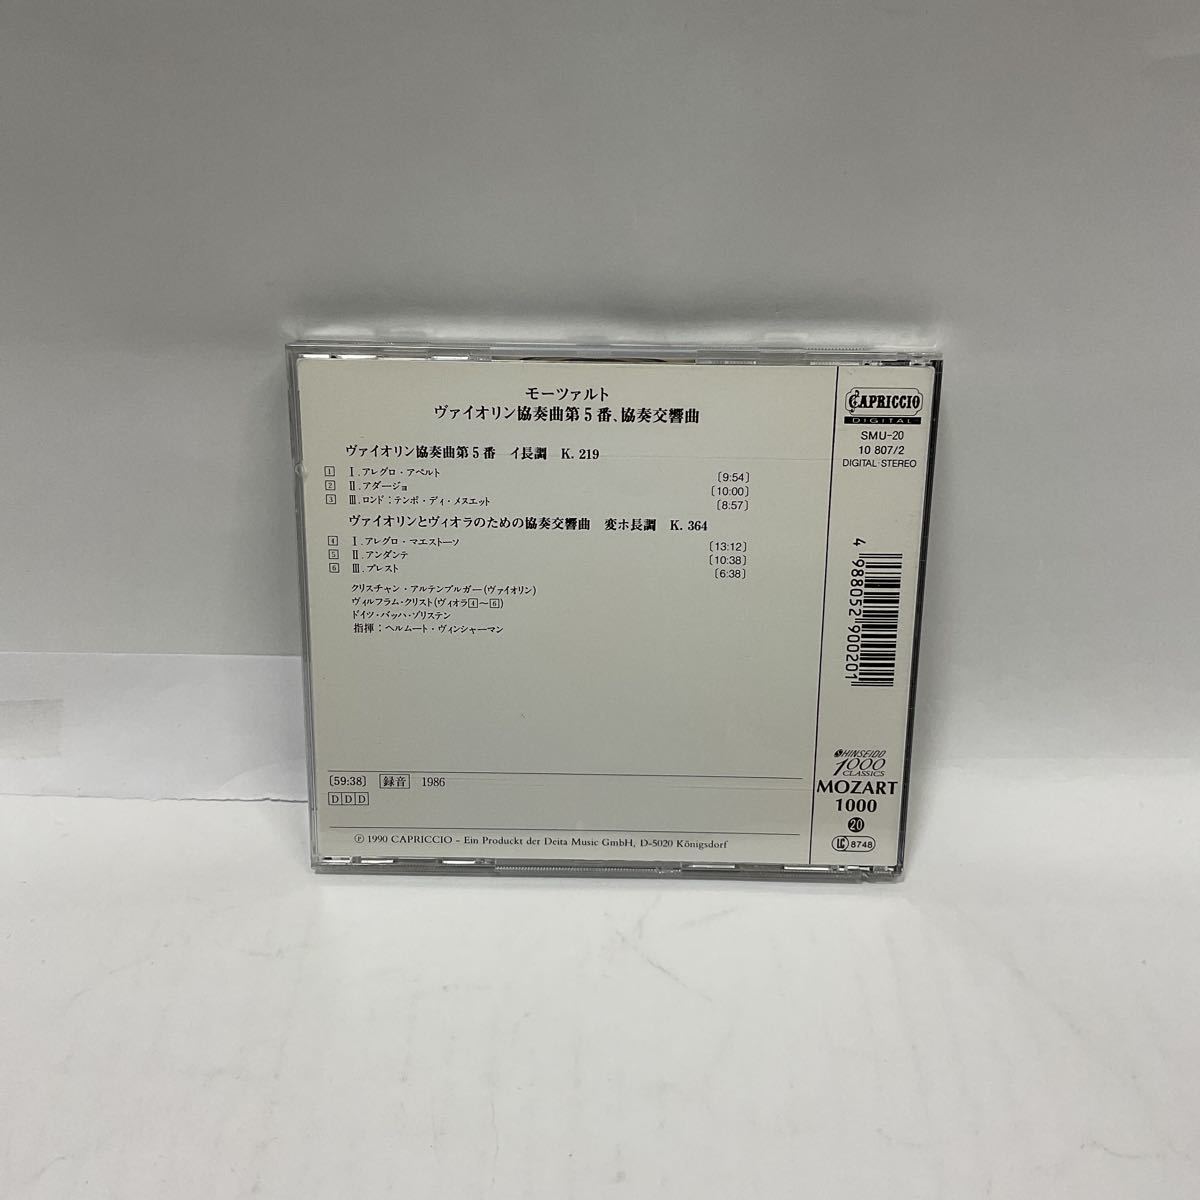 モーツァルト
ヴァイオリン協奏曲第5番、協奏交響曲
ヴァイオリン協奏曲第5番 イ長調 K. 219
1 Ⅰ.アレグロ・アペルト [9:54]
2 Ⅱ.アダージョ [10:00]
3 Ⅲ.ロンド:テンポ・ディ・メヌエット [8:57]
ヴァイオリンとヴィオラのための協奏交響曲 変ホ長調 K. 364
4 Ⅰ.アレグロ・マエストーソ [13:12]
5 Ⅱ.アンダンテ [10:38]
6 Ⅲ.プレスト [6:38]
クリスチャン・アルテンブルガー(ヴァイオリン)
ヴィルフラム・クリスト(ヴィオラ4〜6)
ドイツ・バッハ・ゾリステン
指揮:ヘルムート・ヴィンシャーマン
[59:38] 録音 1986
D D D
Ⓟ 1990 CAPRICCIO – Ein Produckt der Deita Music GmbH, D-5020 Königsdorf
CAPRICCIO
DIGITAL
SMU-20
10 807/2
DIGITAL·STEREO
4 988052 900201
SHINSEIDO
1000
CLASSICS
MOZART
1000
20
LC 8748